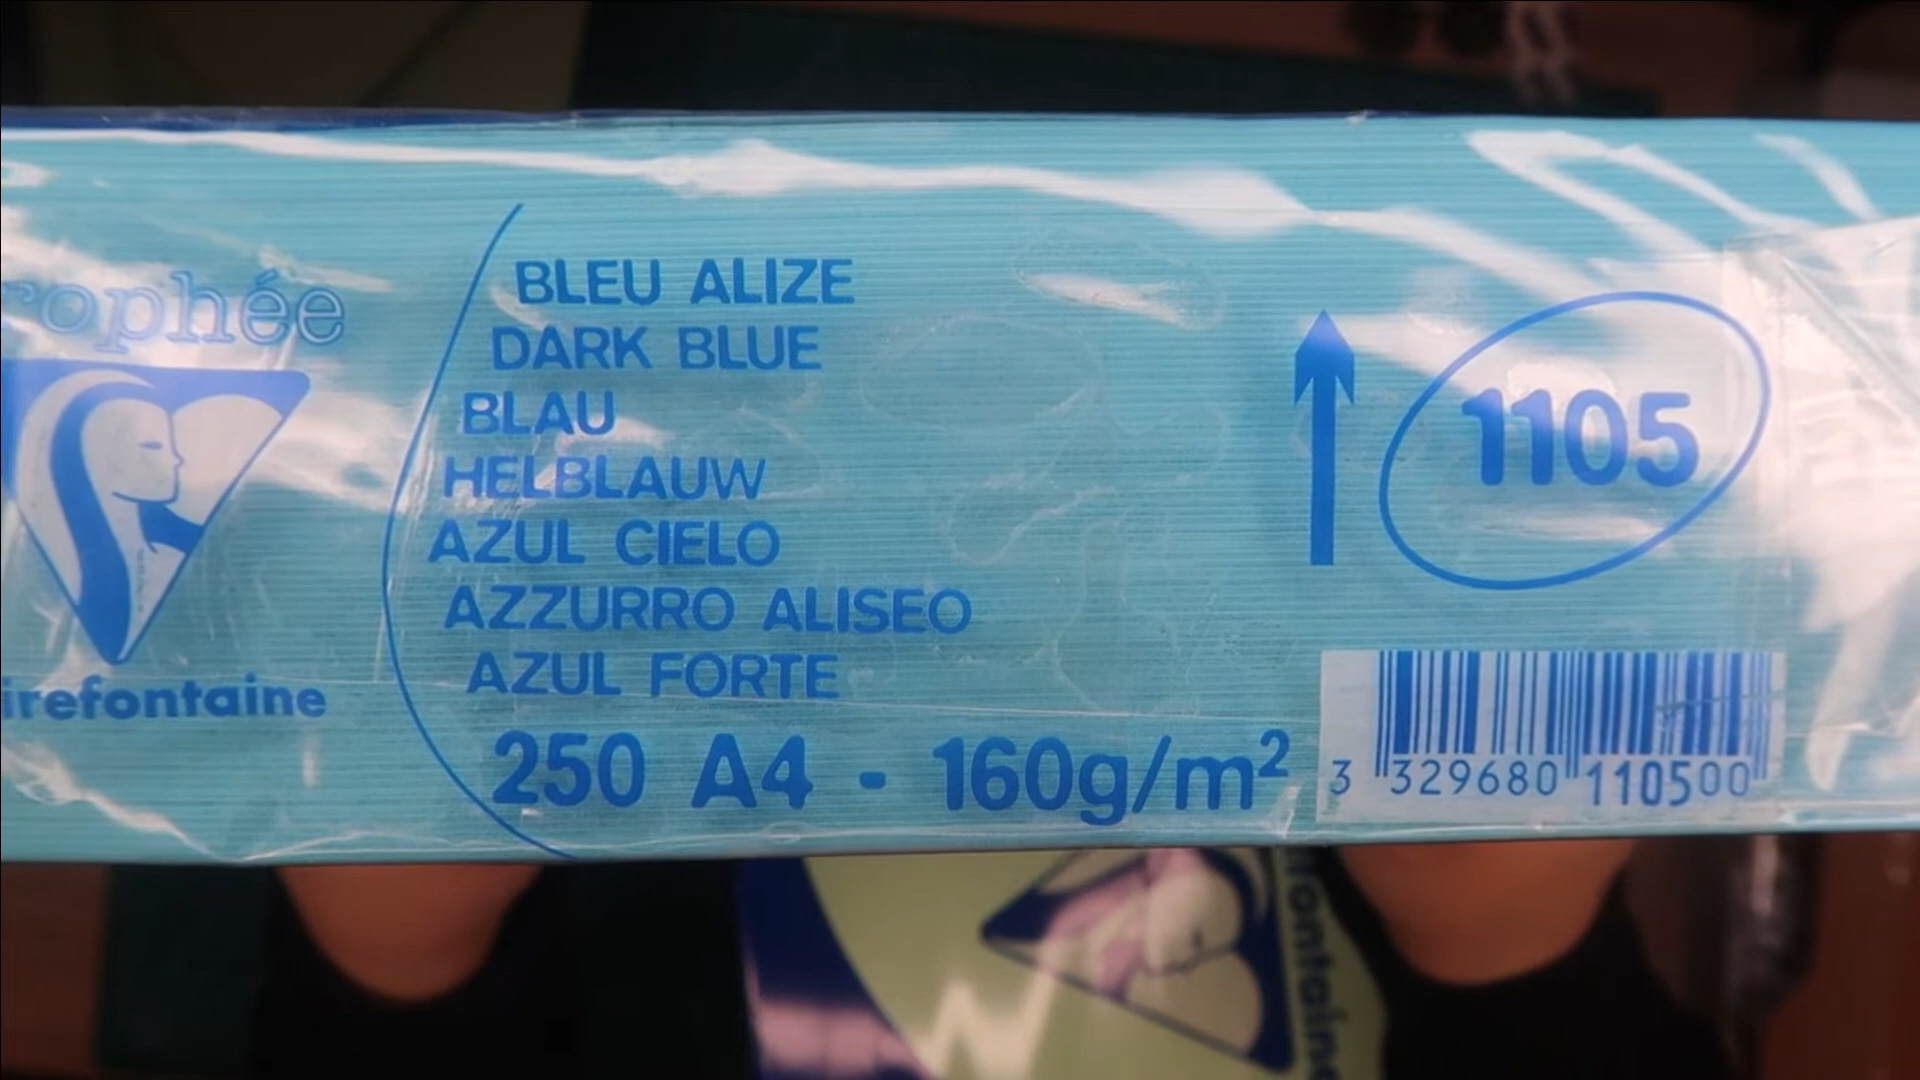 rophée
irefontaine
BLEU ALIZE
DARK BLUE
BLAU
HELBLAUW
AZUL CIELO
AZZURRO ALISEO
AZUL FORTE
250 A4 - 160g/m²
1105
3 329680 110500
fontaine